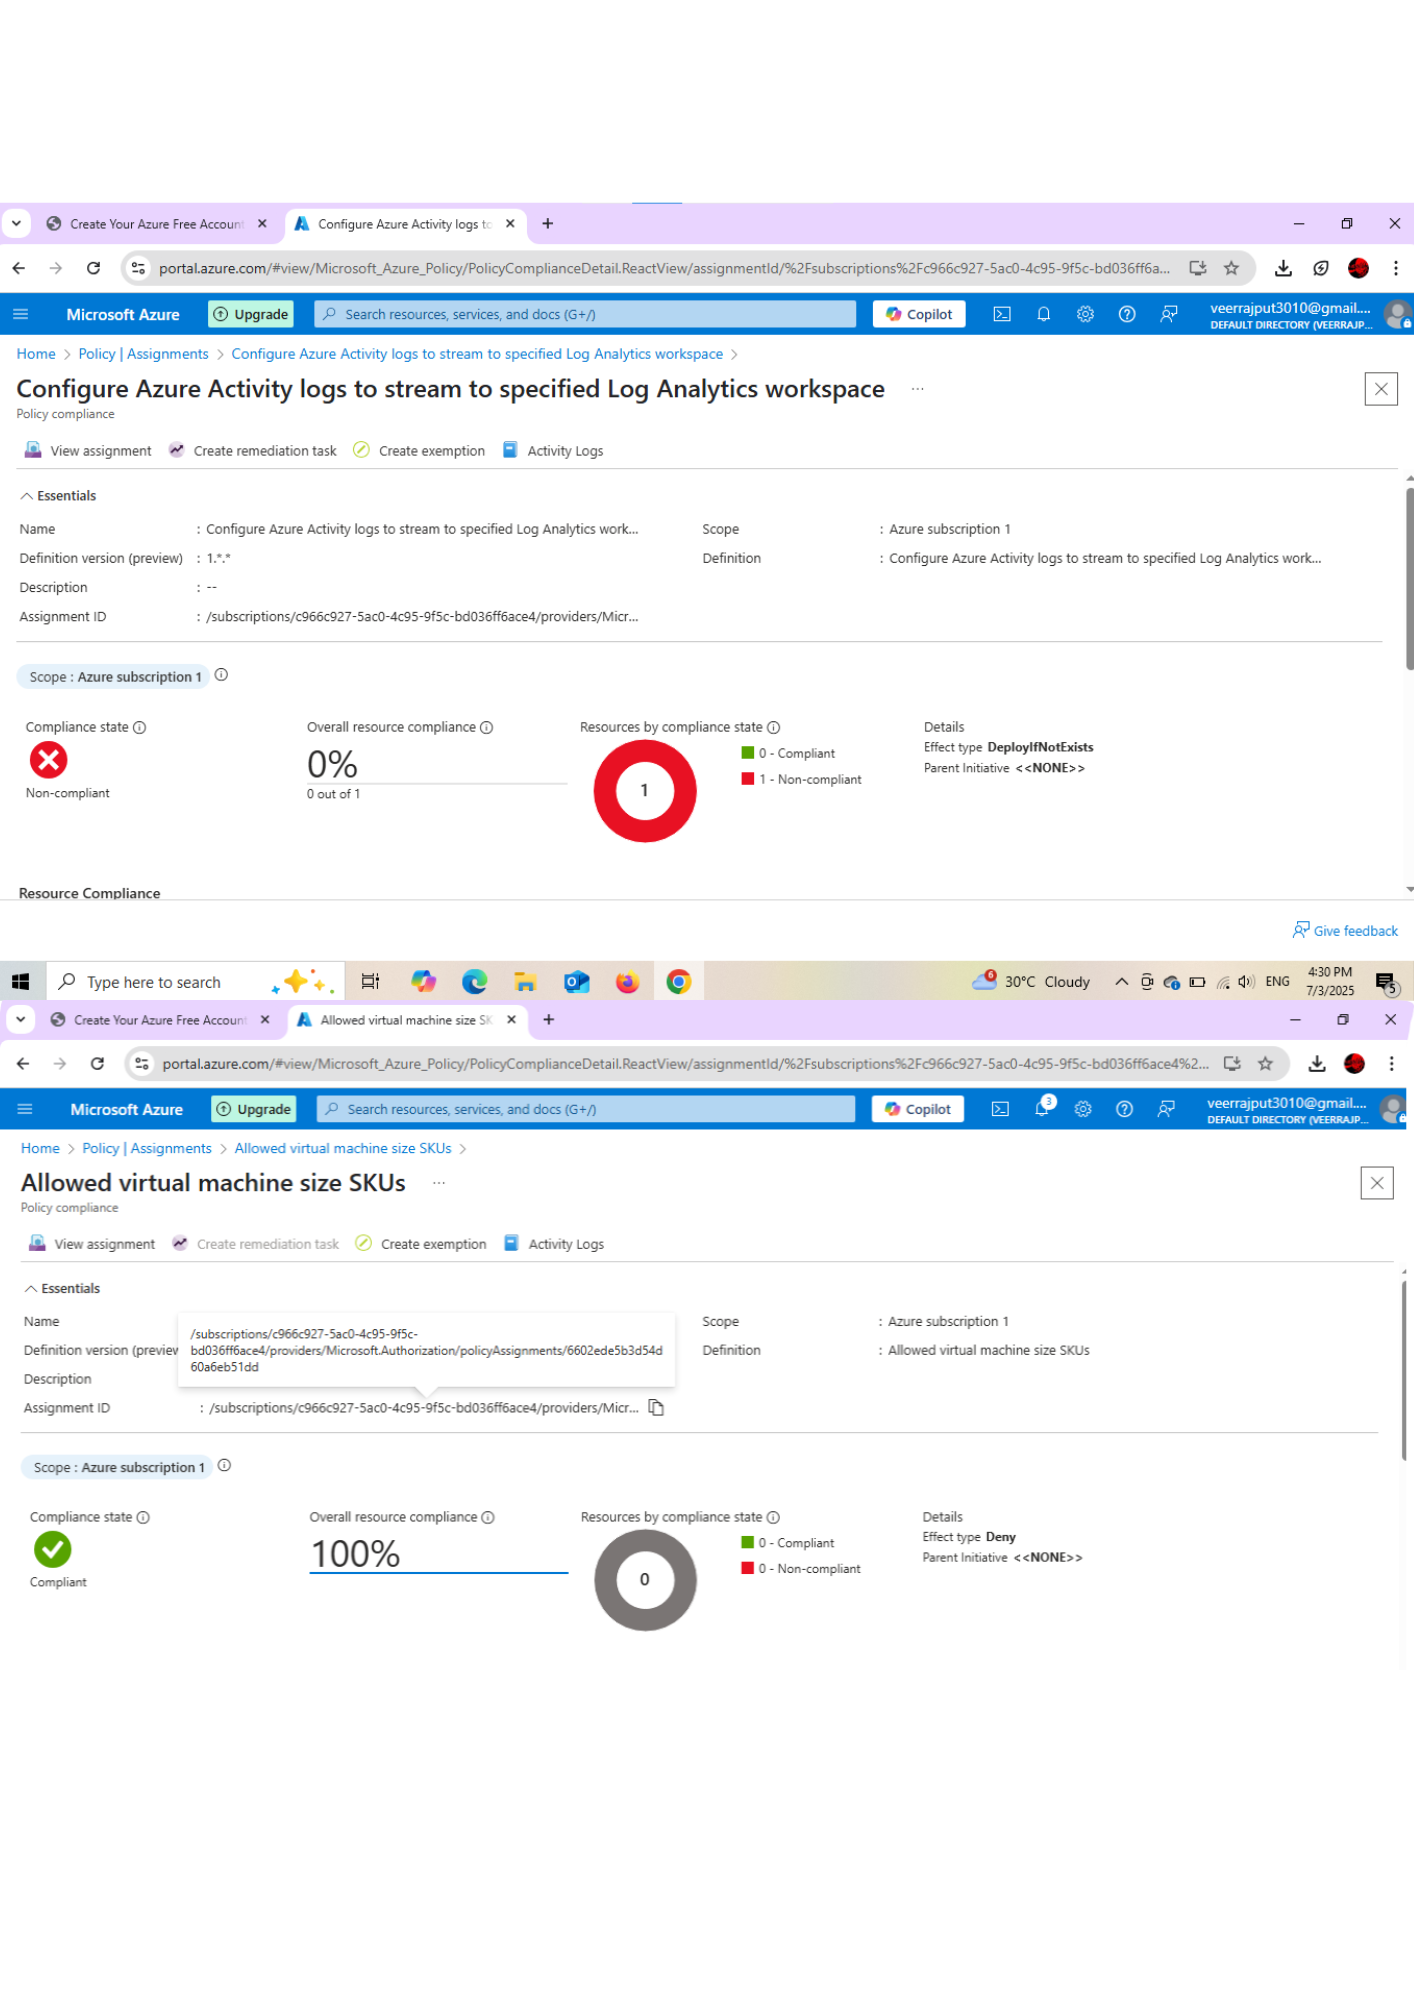 Create Your Azure Free Account
Configure Azure Activity logs to
portal.azure.com/#view/Microsoft_Azure_Policy/PolicyComplianceDetail.ReactView/assignmentId/%2Fsubscriptions%2Fc966c927-5ac0-4c95-9f5c-bd036ff6a...
Microsoft Azure
Upgrade
Search resources, services, and docs (G+/)
Copilot
veerrajput3010@gmail....
DEFAULT DIRECTORY (VEERRAJP...
Home > Policy | Assignments > Configure Azure Activity logs to stream to specified Log Analytics workspace >
Configure Azure Activity logs to stream to specified Log Analytics workspace ...
Policy compliance
View assignment
Create remediation task
Create exemption
Activity Logs
Essentials
Name : Configure Azure Activity logs to stream to specified Log Analytics work...
Scope : Azure subscription 1
Definition version (preview) : 1.*.*
Definition : Configure Azure Activity logs to stream to specified Log Analytics work...
Description : --
Assignment ID : /subscriptions/c966c927-5ac0-4c95-9f5c-bd036ff6ace4/providers/Micr...
Scope : Azure subscription 1
Compliance state
Non-compliant
Overall resource compliance
0%
0 out of 1
Resources by compliance state
1
0 - Compliant
1 - Non-compliant
Details
Effect type DeployIfNotExists
Parent Initiative <<NONE>>
Resource Compliance
Give feedback
Type here to search
6
30°C Cloudy
ENG
4:30 PM
7/3/2025
5
Create Your Azure Free Account
Allowed virtual machine size SK
portal.azure.com/#view/Microsoft_Azure_Policy/PolicyComplianceDetail.ReactView/assignmentId/%2Fsubscriptions%2Fc966c927-5ac0-4c95-9f5c-bd036ff6ace4%2...
Microsoft Azure
Upgrade
Search resources, services, and docs (G+/)
Copilot
3
veerrajput3010@gmail....
DEFAULT DIRECTORY (VEERRAJP...
Home > Policy | Assignments > Allowed virtual machine size SKUs >
Allowed virtual machine size SKUs ...
Policy compliance
View assignment
Create remediation task
Create exemption
Activity Logs
Essentials
Name
Scope : Azure subscription 1
/subscriptions/c966c927-5ac0-4c95-9f5c-
bd036ff6ace4/providers/Microsoft.Authorization/policyAssignments/6602ede5b3d54d
60a6eb51dd
Definition version (preview
Definition : Allowed virtual machine size SKUs
Description
Assignment ID : /subscriptions/c966c927-5ac0-4c95-9f5c-bd036ff6ace4/providers/Micr...
Scope : Azure subscription 1
Compliance state
Compliant
Overall resource compliance
100%
Resources by compliance state
0
0 - Compliant
0 - Non-compliant
Details
Effect type Deny
Parent Initiative <<NONE>>